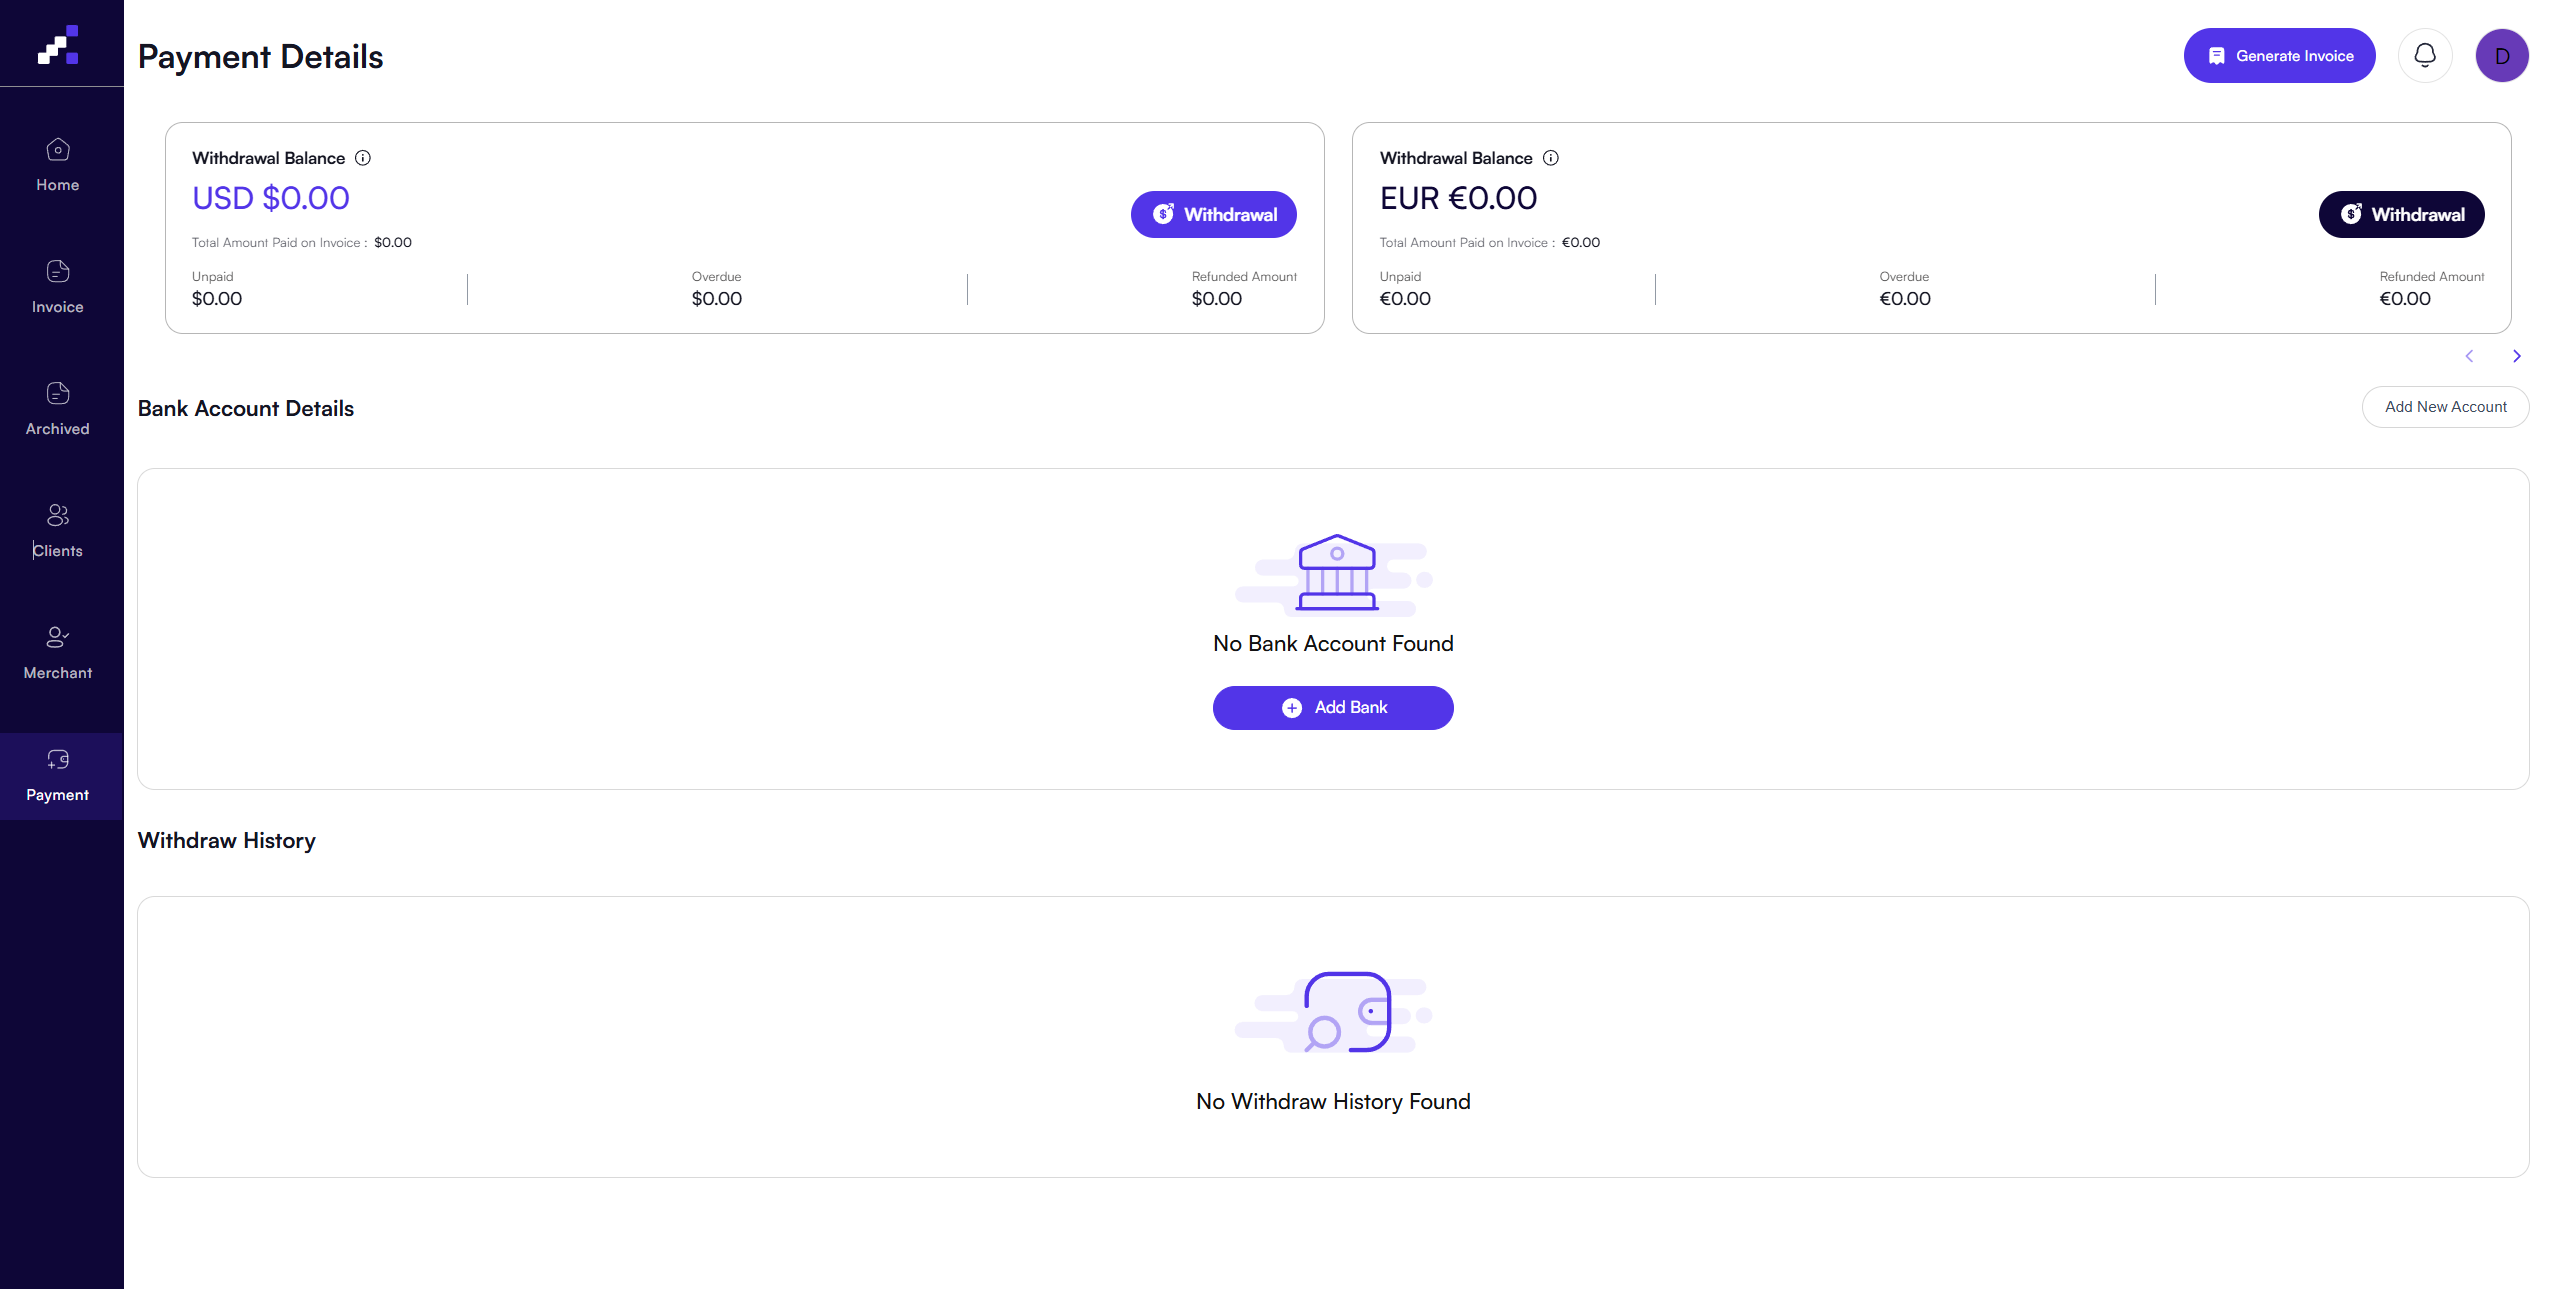 Payment Details
Generate Invoice
D
Home
Invoice
Archived
Clients
Merchant
Payment
Withdrawal Balance
USD $0.00
Withdrawal
Total Amount Paid on Invoice : $0.00
Unpaid
$0.00
Overdue
$0.00
Refunded Amount
$0.00
Withdrawal Balance
EUR €0.00
Withdrawal
Total Amount Paid on Invoice : €0.00
Unpaid
€0.00
Overdue
€0.00
Refunded Amount
€0.00
Bank Account Details
Add New Account
No Bank Account Found
Add Bank
Withdraw History
No Withdraw History Found